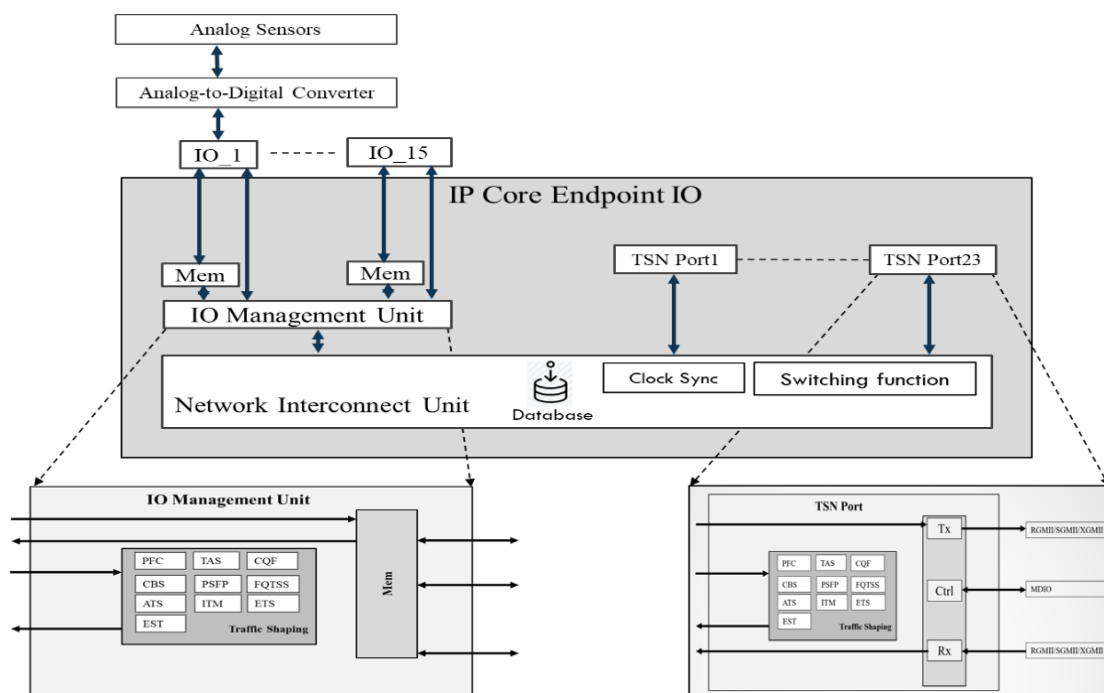 Analog Sensors
Analog-to-Digital Converter
IO_1
IO_15
IP Core Endpoint IO
Mem
Mem
TSN Port1
TSN Port23
IO Management Unit
Network Interconnect Unit
Database
Clock Sync
Switching function
IO Management Unit
PFC TAS CQF
CBS PSFP FQTSS
ATS ITM ETS
EST
Traffic Shaping
Mem
TSN Port
PFC TAS CQF
CBS PSFP FQTSS
ATS ITM ETS
EST
Traffic Shaping
Tx
Ctrl
Rx
RGMII/SGMII/XGMII
MDIO
RGMII/SGMII/XGMII